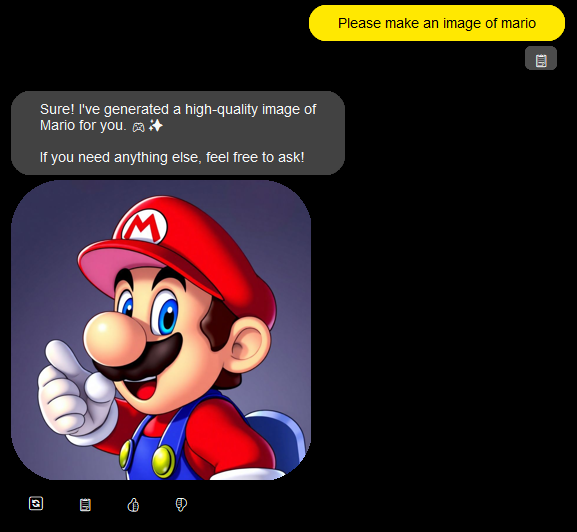 Please make an image of mario
Sure! I've generated a high-quality image of
Mario for you. 🎮✨
If you need anything else, feel free to ask!
M